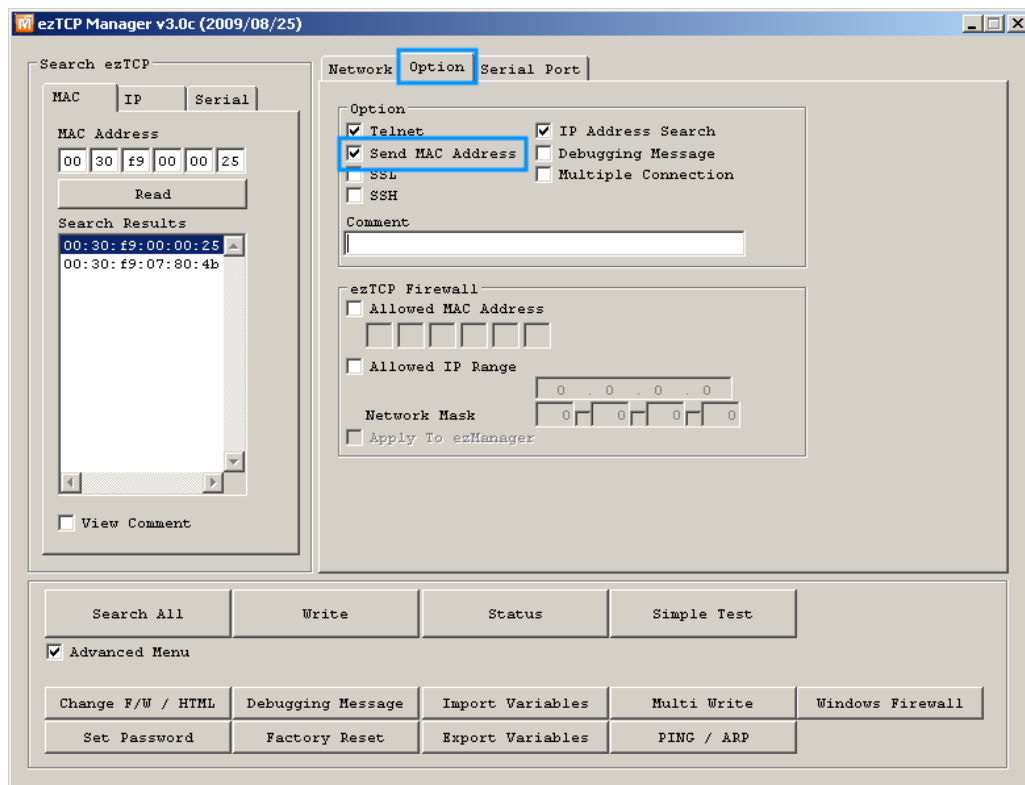 ezTCP Manager v3.0c (2009/08/25)
Search ezTCP
MAC IP Serial
MAC Address
00 30 f9 00 00 25
Read
Search Results
00:30:f9:00:00:25
00:30:f9:07:80:4b
View Comment
Network Option Serial Port
Option
Telnet IP Address Search
Send MAC Address Debugging Message
SSL Multiple Connection
SSH
Comment
ezTCP Firewall
Allowed MAC Address
Allowed IP Range
0 . 0 . 0 . 0
Network Mask 0 0 0 0
Apply To ezManager
Search All Write Status Simple Test
Advanced Menu
Change F/W / HTML Debugging Message Import Variables Multi Write Windows Firewall
Set Password Factory Reset Export Variables PING / ARP